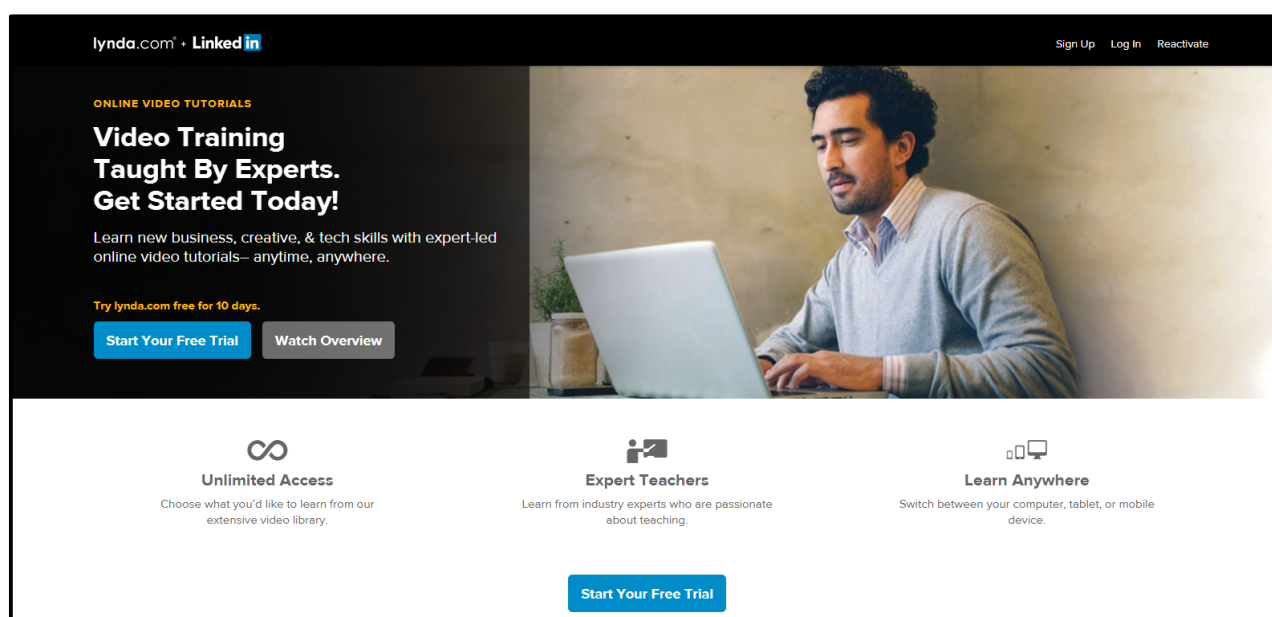 lynda.com® + Linked in
Sign Up Log In Reactivate
ONLINE VIDEO TUTORIALS
Video Training
Taught By Experts.
Get Started Today!
Learn new business, creative, & tech skills with expert-led
online video tutorials– anytime, anywhere.
Try lynda.com free for 10 days.
Start Your Free Trial
Watch Overview
Unlimited Access
Choose what you'd like to learn from our
extensive video library.
Expert Teachers
Learn from industry experts who are passionate
about teaching.
Learn Anywhere
Switch between your computer, tablet, or mobile
device.
Start Your Free Trial